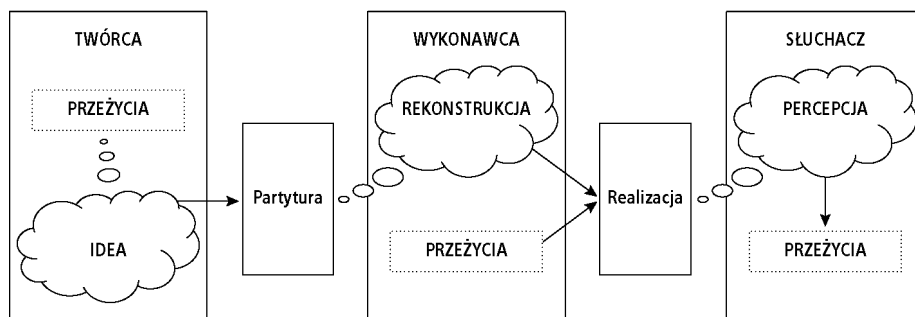 TWÓRCA
PRZEŻYCIA
IDEA
Partytura
WYKONAWCA
REKONSTRUKCJA
PRZEŻYCIA
Realizacja
SŁUCHACZ
PERCEPCJA
PRZEŻYCIA